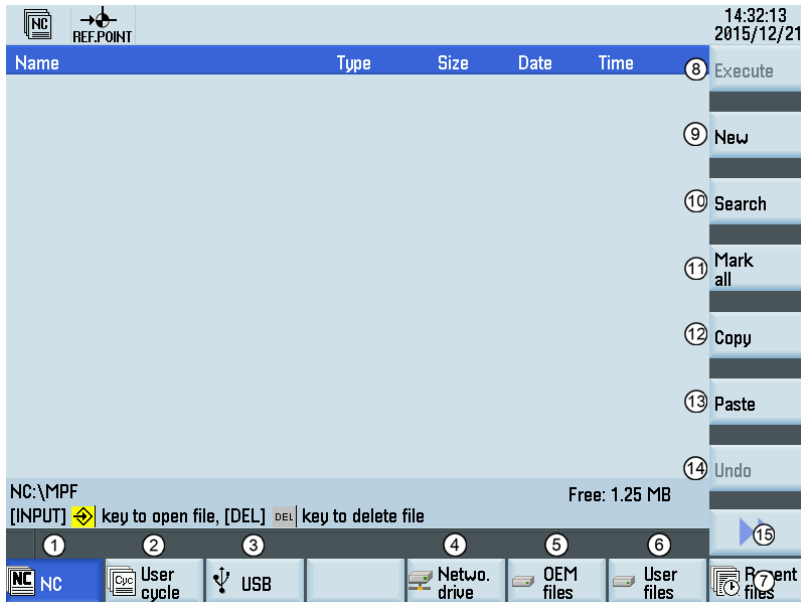 NC
REF.POINT
14:32:13
2015/12/21
Name Type Size Date Time
8 Execute
9 New
10 Search
11 Mark
all
12 Copy
13 Paste
14 Undo
NC:\MPF Free: 1.25 MB
[INPUT] key to open file, [DEL] DEL key to delete file
15
1 2 3 4 5 6
NC NC
Cyc User
cycle
USB
Netwo.
drive
OEM
files
User
files
7
files